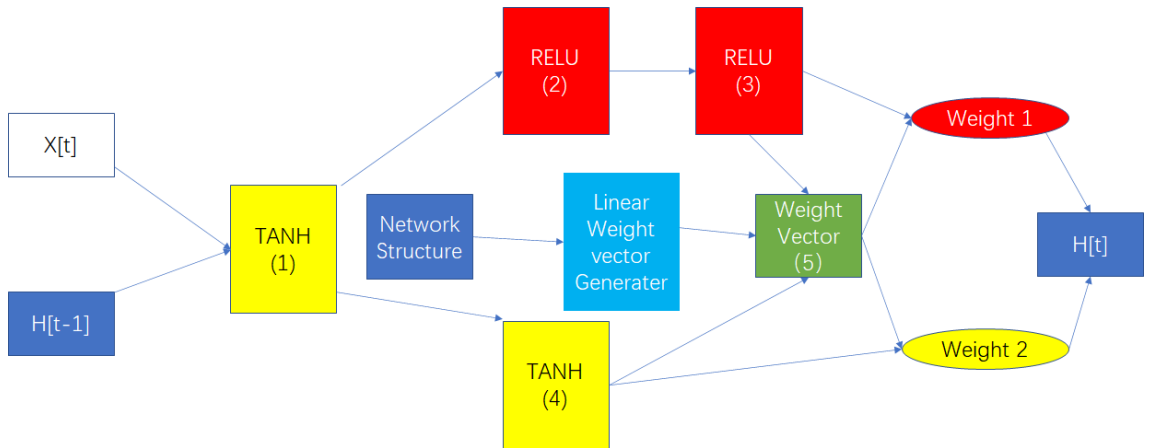 RELU
(2)
RELU
(3)
X[t]
Weight 1
TANH
(1)
Network
Structure
Linear
Weight
vector
Generater
Weight
Vector
(5)
H[t]
H[t-1]
TANH
(4)
Weight 2